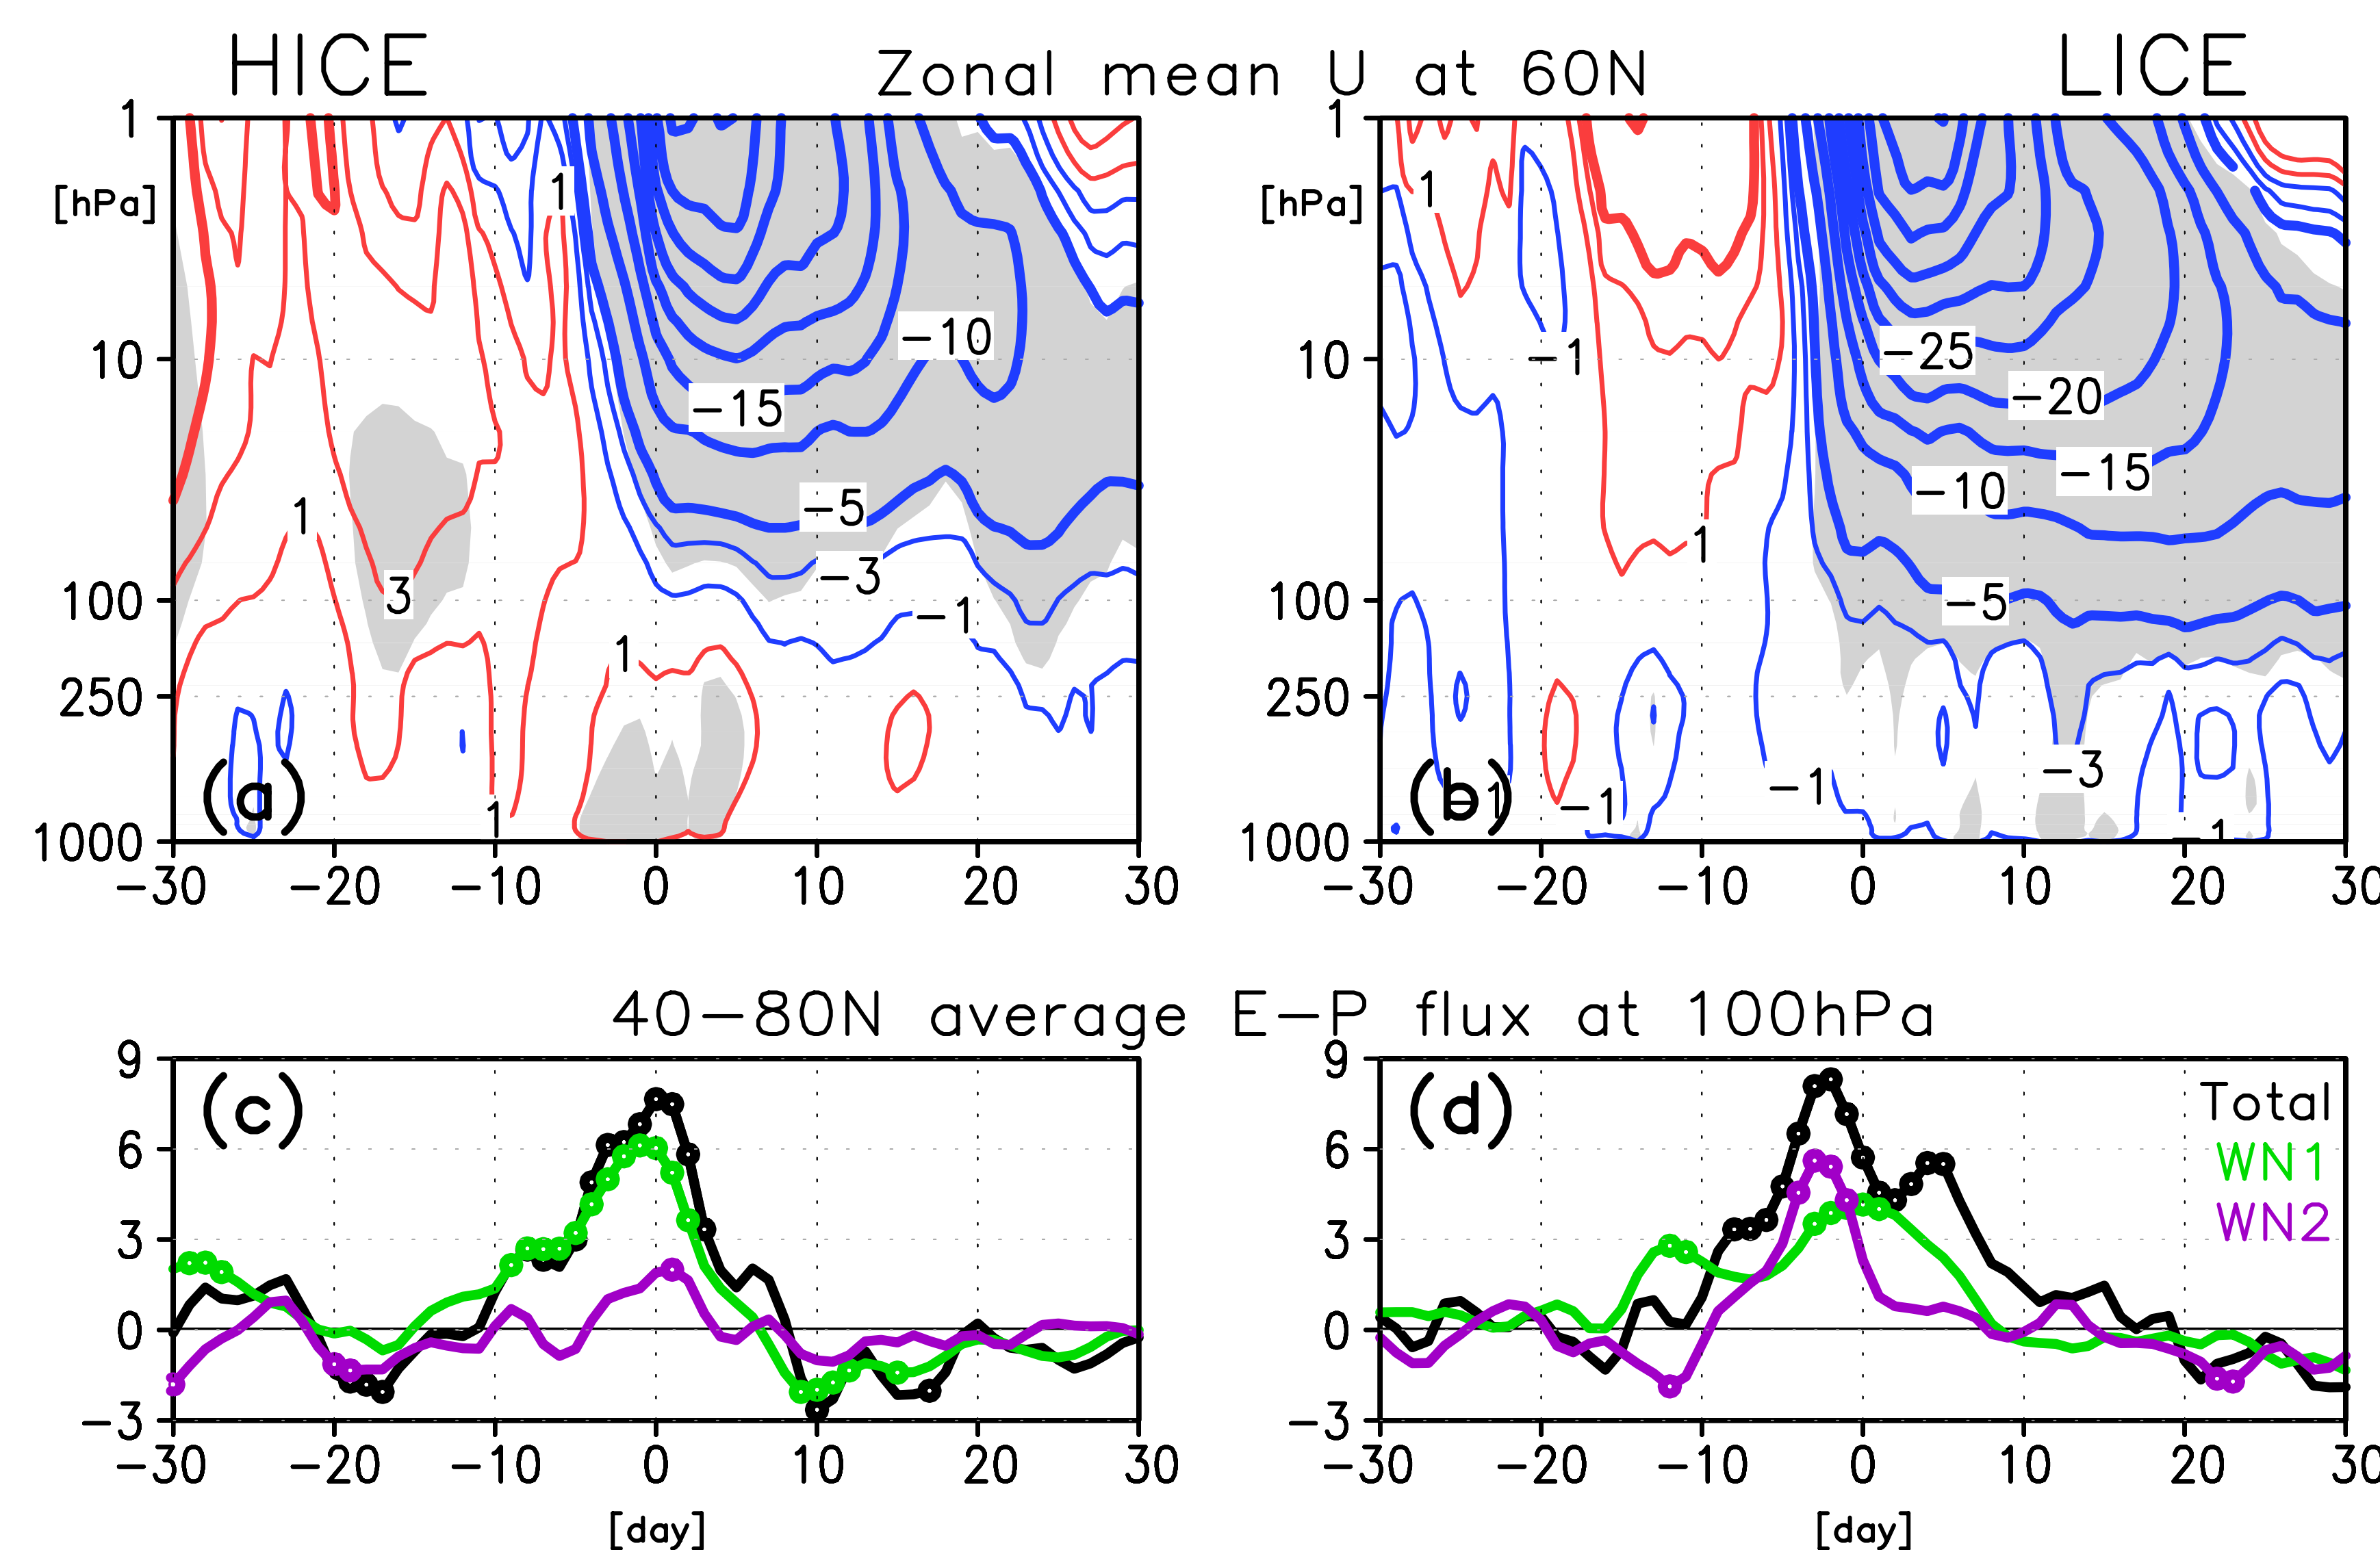 HICE Zonal mean U at 60N LICE
1 1
[hPa] 1 1 [hPa]
-10
10 10 -1 -25
-15 -20
-15
-5 -10
1 1
-3
100 3 -1 100 -5
1
250 250
-3
(a) 1 (b) -1 -1 -1
1000 1000 -1
-30 -20 -10 0 10 20 30 -30 -20 -10 0 10 20 30
40-80N average E-P flux at 100hPa
9 9
(c) (d) Total
6 6 WN1
3 3 WN2
0 0
-3 -3
-30 -20 -10 0 10 20 30 -30 -20 -10 0 10 20 30
[day] [day]